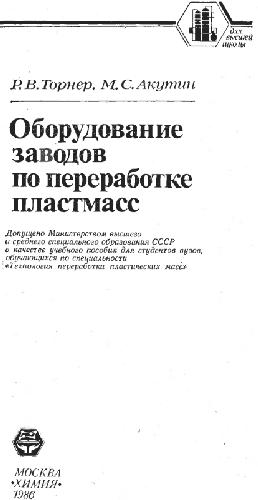 для
высшей
школы
Р. В. Торнер, М. С. Акутин
Оборудование
заводов
по переработке
пластмасс
Допущено Министерством высшего
и среднего специального образования СССР
в качестве учебного пособия для студентов вузов,
обучающихся по специальности
«Технология переработки пластических масс»
МОСКВА
«ХИМИЯ»
1986